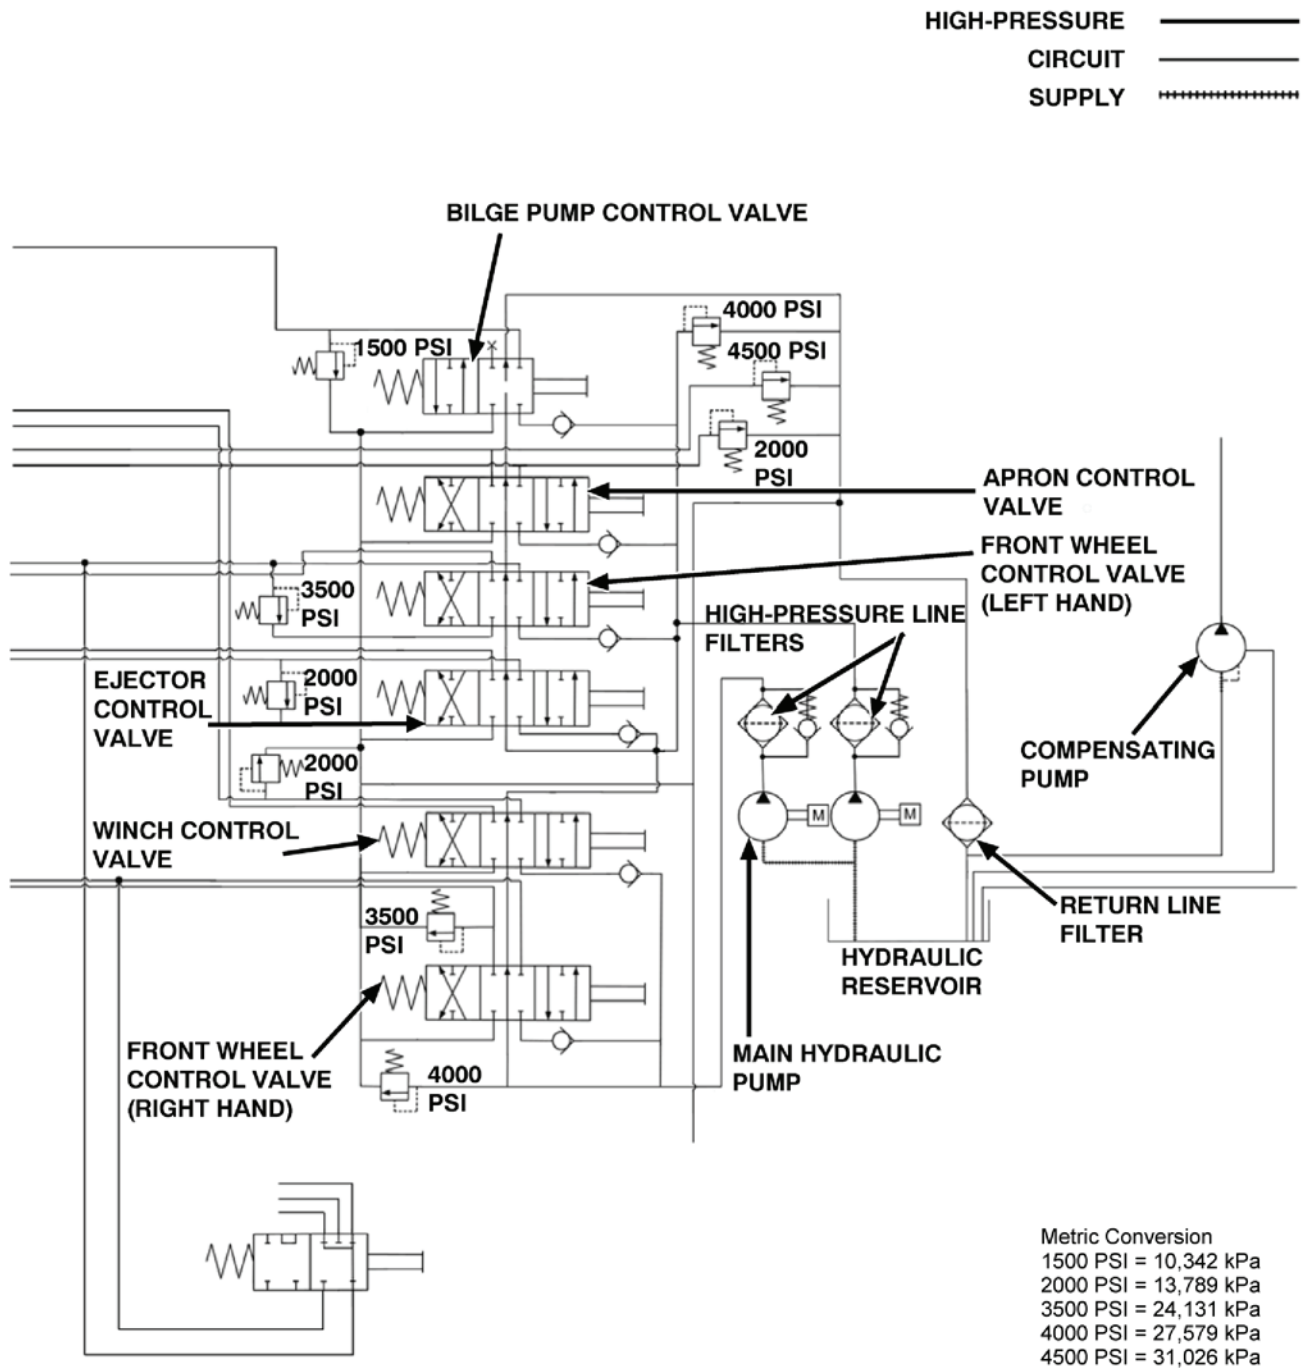 HIGH-PRESSURE
CIRCUIT
SUPPLY
BILGE PUMP CONTROL VALVE
4000 PSI
1500 PSI
4500 PSI
2000
PSI
APRON CONTROL
VALVE
FRONT WHEEL
CONTROL VALVE
(LEFT HAND)
3500
PSI
HIGH-PRESSURE LINE
FILTERS
EJECTOR
CONTROL
VALVE
2000
PSI
2000
PSI
COMPENSATING
PUMP
WINCH CONTROL
VALVE
M
M
3500
PSI
RETURN LINE
FILTER
HYDRAULIC
RESERVOIR
FRONT WHEEL
CONTROL VALVE
(RIGHT HAND)
4000
PSI
MAIN HYDRAULIC
PUMP
Metric Conversion
1500 PSI = 10,342 kPa
2000 PSI = 13,789 kPa
3500 PSI = 24,131 kPa
4000 PSI = 27,579 kPa
4500 PSI = 31,026 kPa